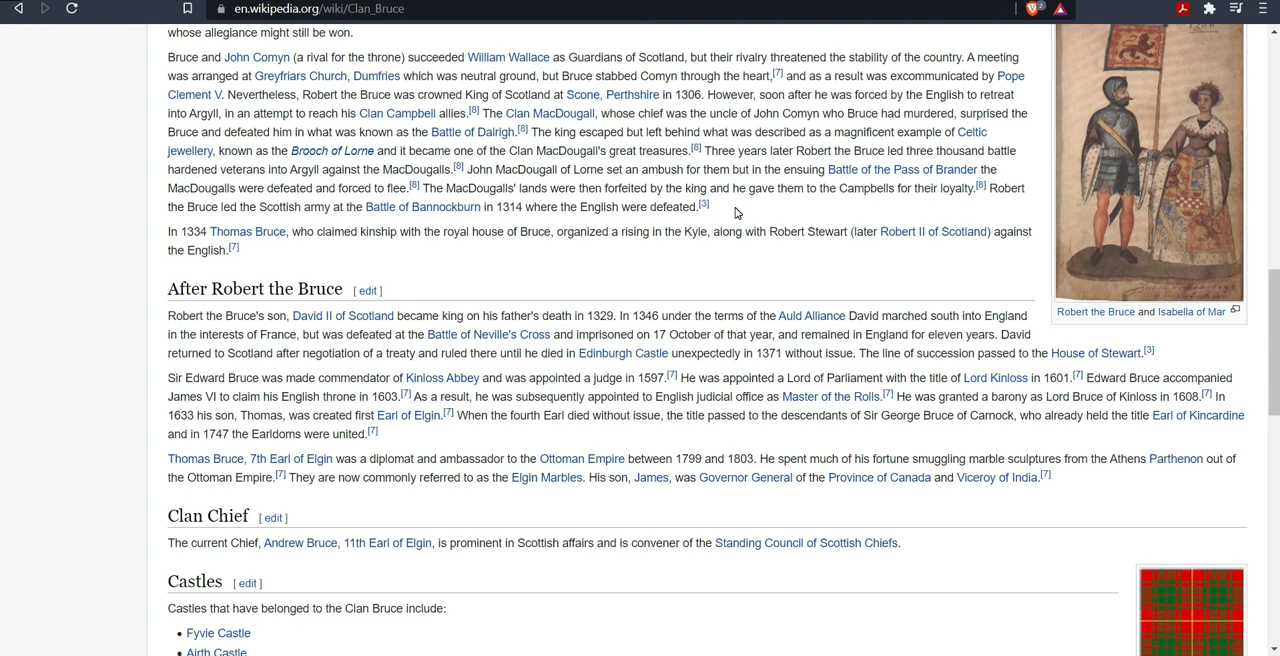 en.wikipedia.org/wiki/Clan_Bruce
2
whose allegiance might still be won.
Bruce and John Comyn (a rival for the throne) succeeded William Wallace as Guardians of Scotland, but their rivalry threatened the stability of the country. A meeting
was arranged at Greyfriars Church, Dumfries which was neutral ground, but Bruce stabbed Comyn through the heart,[7] and as a result was excommunicated by Pope
Clement V. Nevertheless, Robert the Bruce was crowned King of Scotland at Scone, Perthshire in 1306. However, soon after he was forced by the English to retreat
into Argyll, in an attempt to reach his Clan Campbell allies.[8] The Clan MacDougall, whose chief was the uncle of John Comyn who Bruce had murdered, surprised the
Bruce and defeated him in what was known as the Battle of Dalrigh.[8] The king escaped but left behind what was described as a magnificent example of Celtic
jewellery, known as the Brooch of Lorne and it became one of the Clan MacDougall's great treasures.[8] Three years later Robert the Bruce led three thousand battle
hardened veterans into Argyll against the MacDougalls.[8] John MacDougall of Lorne set an ambush for them but in the ensuing Battle of the Pass of Brander the
MacDougalls were defeated and forced to flee.[8] The MacDougalls' lands were then forfeited by the king and he gave them to the Campbells for their loyalty.[8] Robert
the Bruce led the Scottish army at the Battle of Bannockburn in 1314 where the English were defeated.[3]
In 1334 Thomas Bruce, who claimed kinship with the royal house of Bruce, organized a rising in the Kyle, along with Robert Stewart (later Robert II of Scotland) against
the English.[7]
Robert the Bruce and Isabella of Mar
After Robert the Bruce [ edit ]
Robert the Bruce's son, David II of Scotland became king on his father's death in 1329. In 1346 under the terms of the Auld Alliance David marched south into England
in the interests of France, but was defeated at the Battle of Neville's Cross and imprisoned on 17 October of that year, and remained in England for eleven years. David
returned to Scotland after negotiation of a treaty and ruled there until he died in Edinburgh Castle unexpectedly in 1371 without issue. The line of succession passed to the House of Stewart.[3]
Sir Edward Bruce was made commendator of Kinloss Abbey and was appointed a judge in 1597.[7] He was appointed a Lord of Parliament with the title of Lord Kinloss in 1601.[7] Edward Bruce accompanied
James VI to claim his English throne in 1603.[7] As a result, he was subsequently appointed to English judicial office as Master of the Rolls.[7] He was granted a barony as Lord Bruce of Kinloss in 1608.[7] In
1633 his son, Thomas, was created first Earl of Elgin.[7] When the fourth Earl died without issue, the title passed to the descendants of Sir George Bruce of Carnock, who already held the title Earl of Kincardine
and in 1747 the Earldoms were united.[7]
Thomas Bruce, 7th Earl of Elgin was a diplomat and ambassador to the Ottoman Empire between 1799 and 1803. He spent much of his fortune smuggling marble sculptures from the Athens Parthenon out of
the Ottoman Empire.[7] They are now commonly referred to as the Elgin Marbles. His son, James, was Governor General of the Province of Canada and Viceroy of India.[7]
Clan Chief [ edit ]
The current Chief, Andrew Bruce, 11th Earl of Elgin, is prominent in Scottish affairs and is convener of the Standing Council of Scottish Chiefs.
Castles [ edit ]
Castles that have belonged to the Clan Bruce include:
• Fyvie Castle
• Airth Castle